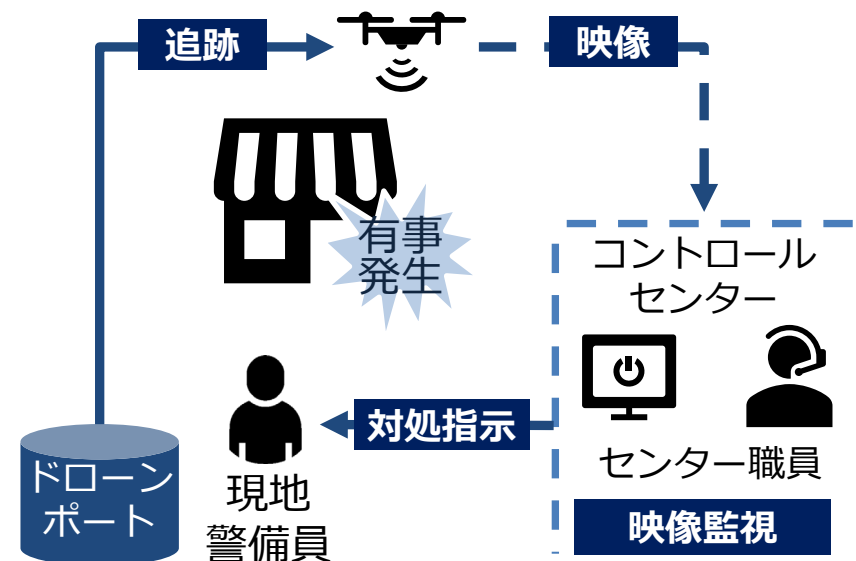 追跡
映像
有事
発生
コントロール
センター
対処指示
センター職員
映像監視
ドローン
ポート
現地
警備員